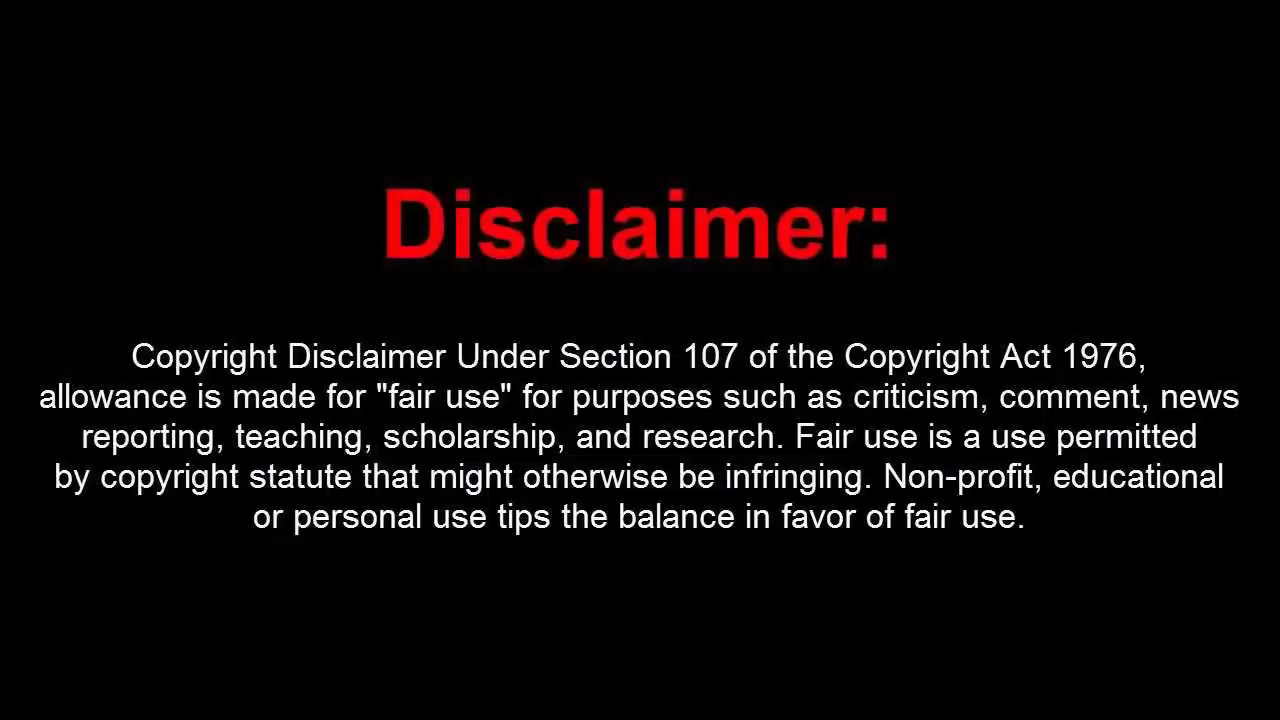 Disclaimer:
Copyright Disclaimer Under Section 107 of the Copyright Act 1976,
allowance is made for "fair use" for purposes such as criticism, comment, news
reporting, teaching, scholarship, and research. Fair use is a use permitted
by copyright statute that might otherwise be infringing. Non-profit, educational
or personal use tips the balance in favor of fair use.